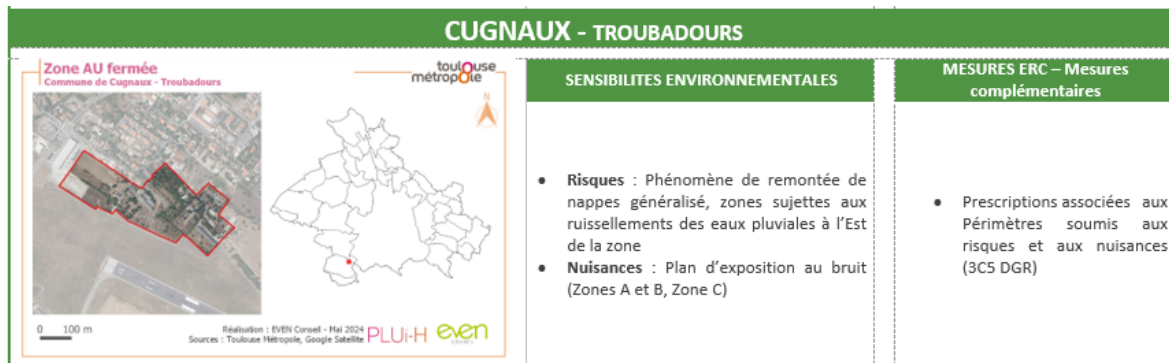 CUGNAUX - TROUBADOURS
Zone AU fermée
Commune de Cugnaux - Troubadours
toulouse
métropole
N
0 100 m
Réalisation : EVEN Conseil - Mai 2024
Sources : Toulouse Métropole, Google Satellite
PLUi-H
even
SENSIBILITES ENVIRONNEMENTALES
● Risques : Phénomène de remontée de
nappes généralisé, zones sujettes aux
ruissellements des eaux pluviales à l'Est
de la zone
● Nuisances : Plan d'exposition au bruit
(Zones A et B, Zone C)
MESURES ERC – Mesures
complémentaires
● Prescriptions associées aux
Périmètres soumis aux
risques et aux nuisances
(3C5 DGR)